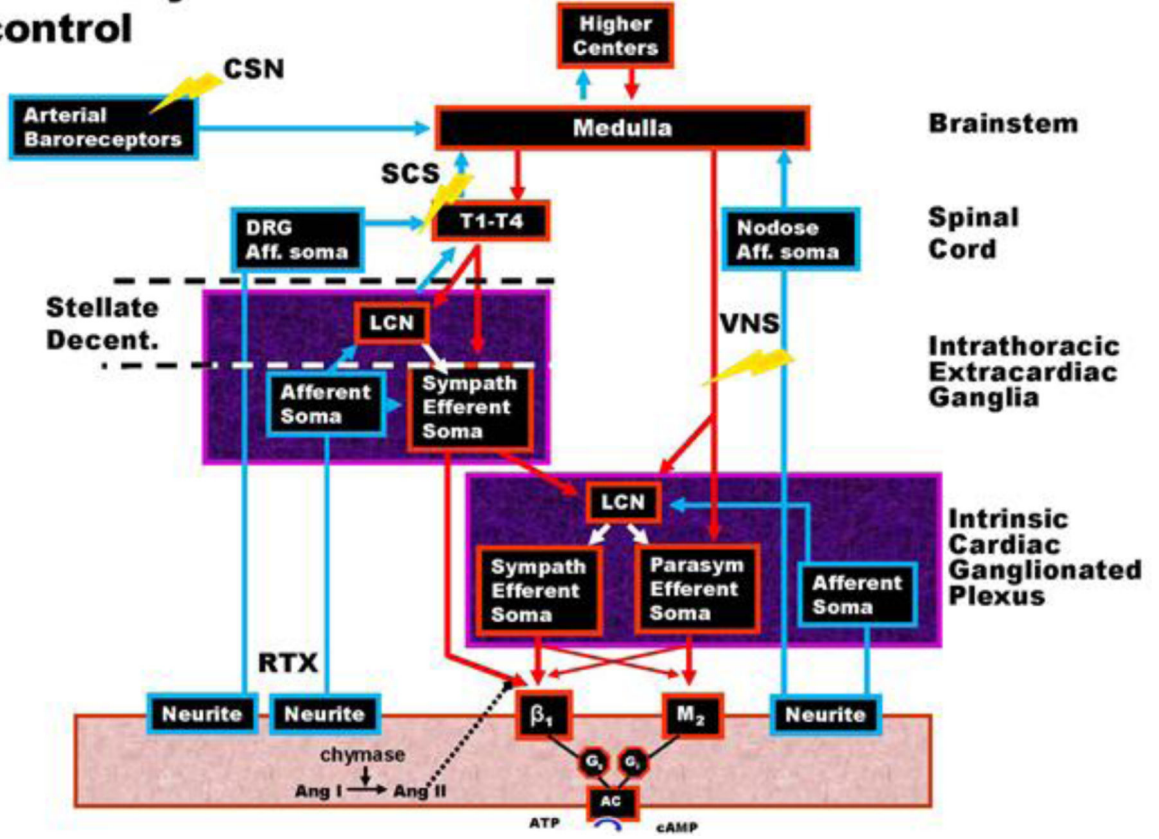 control
Higher
Centers
CSN
Arterial
Baroreceptors
Medulla
Brainstem
SCS
DRG
Aff. soma
T1-T4
Nodose
Aff. soma
Spinal
Cord
Stellate
Decent.
LCN
VNS
Intrathoracic
Extracardiac
Ganglia
Afferent
Soma
Sympath
Efferent
Soma
LCN
Intrinsic
Cardiac
Ganglionated
Plexus
Sympath
Efferent
Soma
Parasym
Efferent
Soma
Afferent
Soma
RTX
Neurite
Neurite
β1
M2
Neurite
chymase
Ang I
Ang II
AC
ATP
cAMP